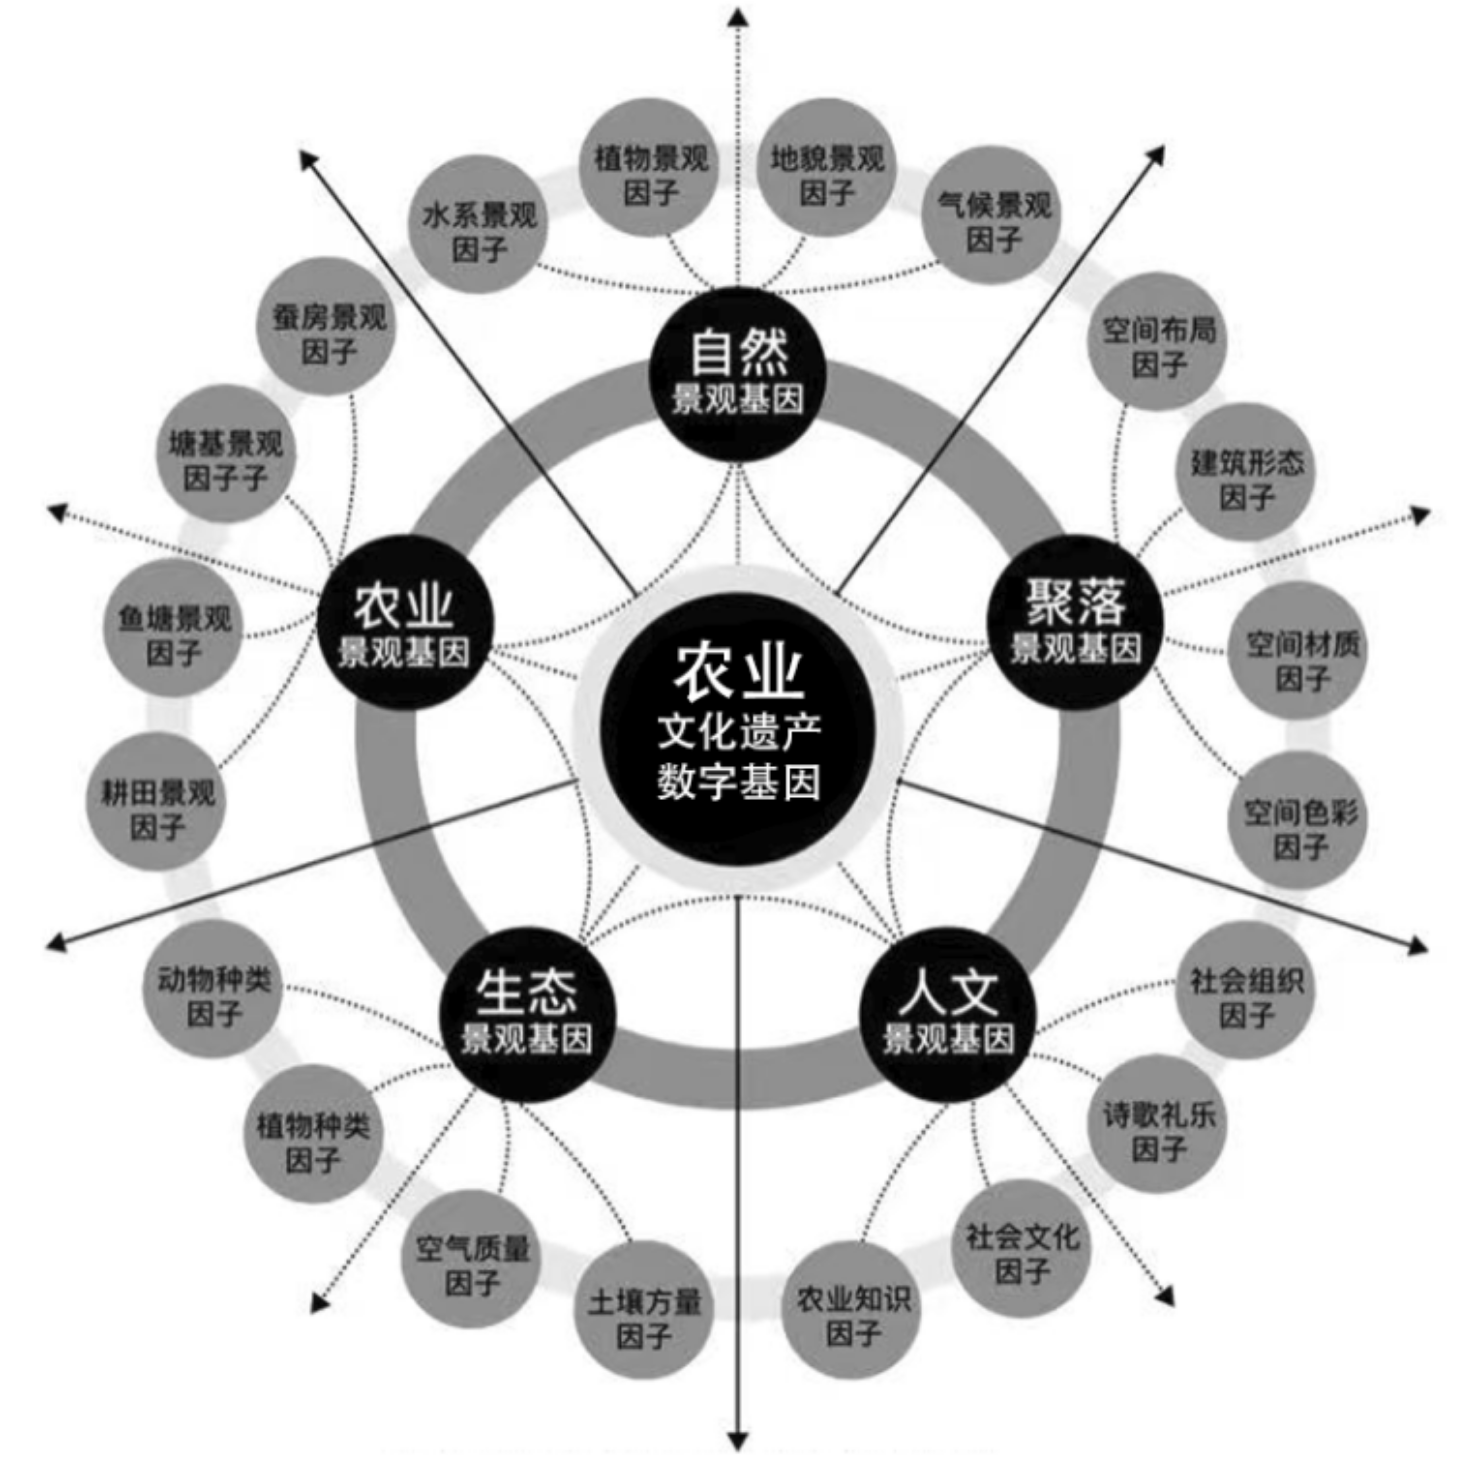 植物景观
因子
地貌景观
因子
水系景观
因子
气候景观
因子
蚕房景观
因子
空间布局
因子
自然
景观基因
塘基景观
因子子
建筑形态
因子
农业
景观基因
聚落
景观基因
鱼塘景观
因子
空间材质
因子
农业
文化遗产
数字基因
耕田景观
因子
空间色彩
因子
动物种类
因子
生态
景观基因
人文
景观基因
社会组织
因子
植物种类
因子
诗歌礼乐
因子
空气质量
因子
社会文化
因子
土壤方量
因子
农业知识
因子